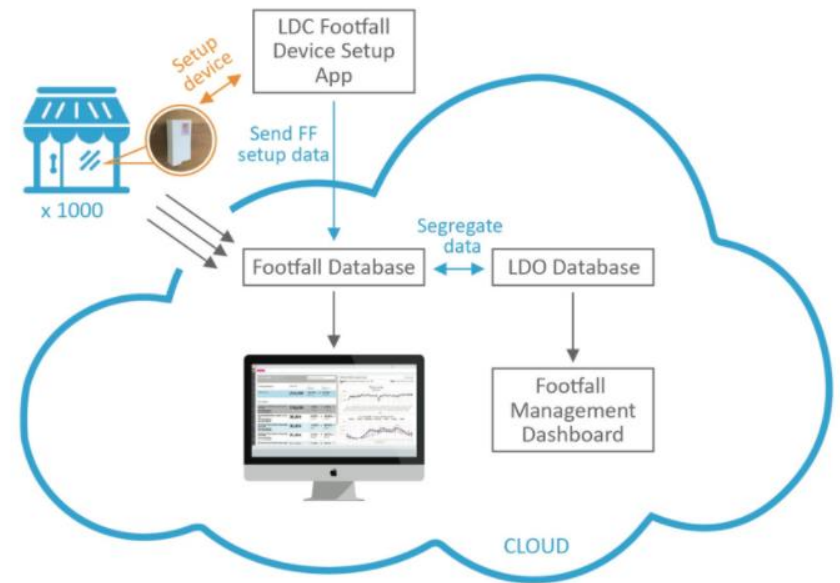 LDC Footfall
Device Setup
App
Setup
device
Send FF
setup data
x 1000
Segregate
data
Footfall Database
LDO Database
Footfall
Management
Dashboard
CLOUD